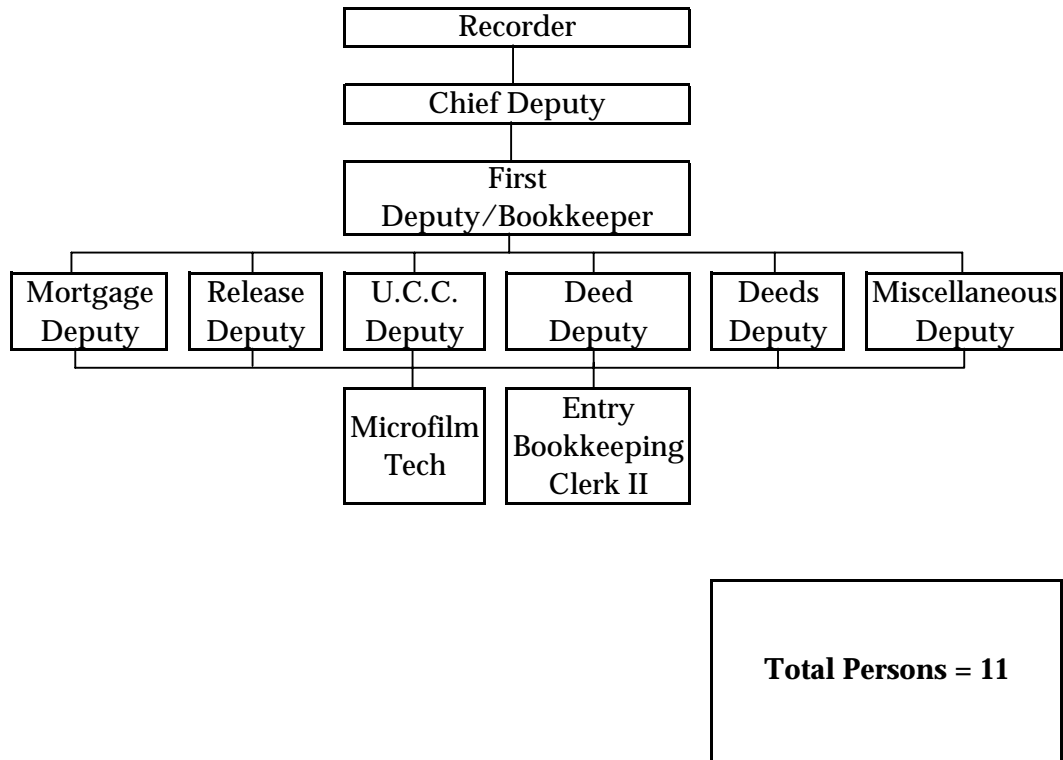 Recorder
Chief Deputy
First
Deputy/Bookkeeper
Mortgage
Deputy
Release
Deputy
U.C.C.
Deputy
Deed
Deputy
Deeds
Deputy
Miscellaneous
Deputy
Microfilm
Tech
Entry
Bookkeeping
Clerk II
Total Persons = 11